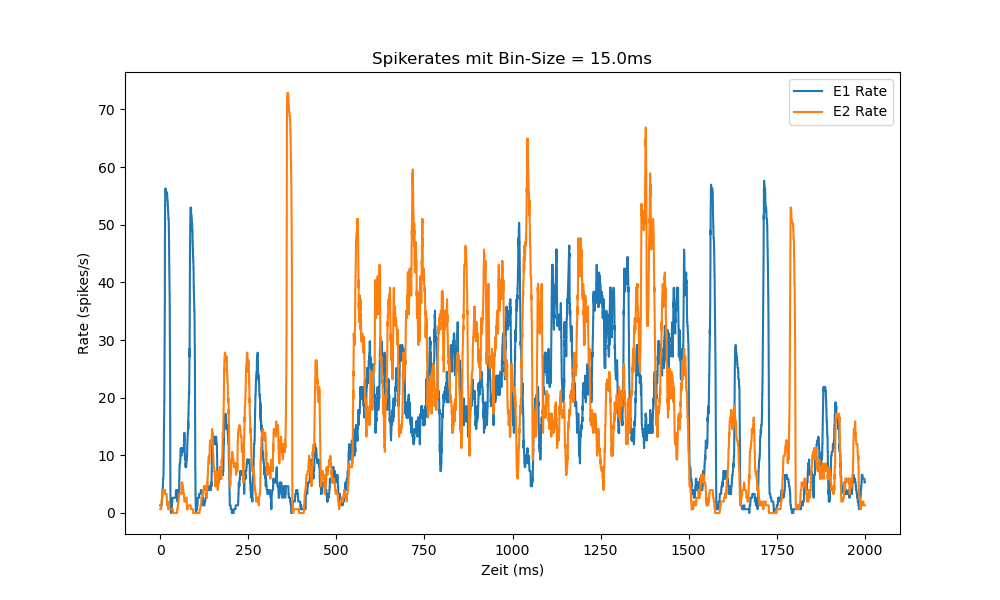 Spikerates mit Bin-Size = 15.0ms
E1 Rate
E2 Rate
Rate (spikes/s)
70
60
50
40
30
20
10
0
0 250 500 750 1000 1250 1500 1750 2000
Zeit (ms)